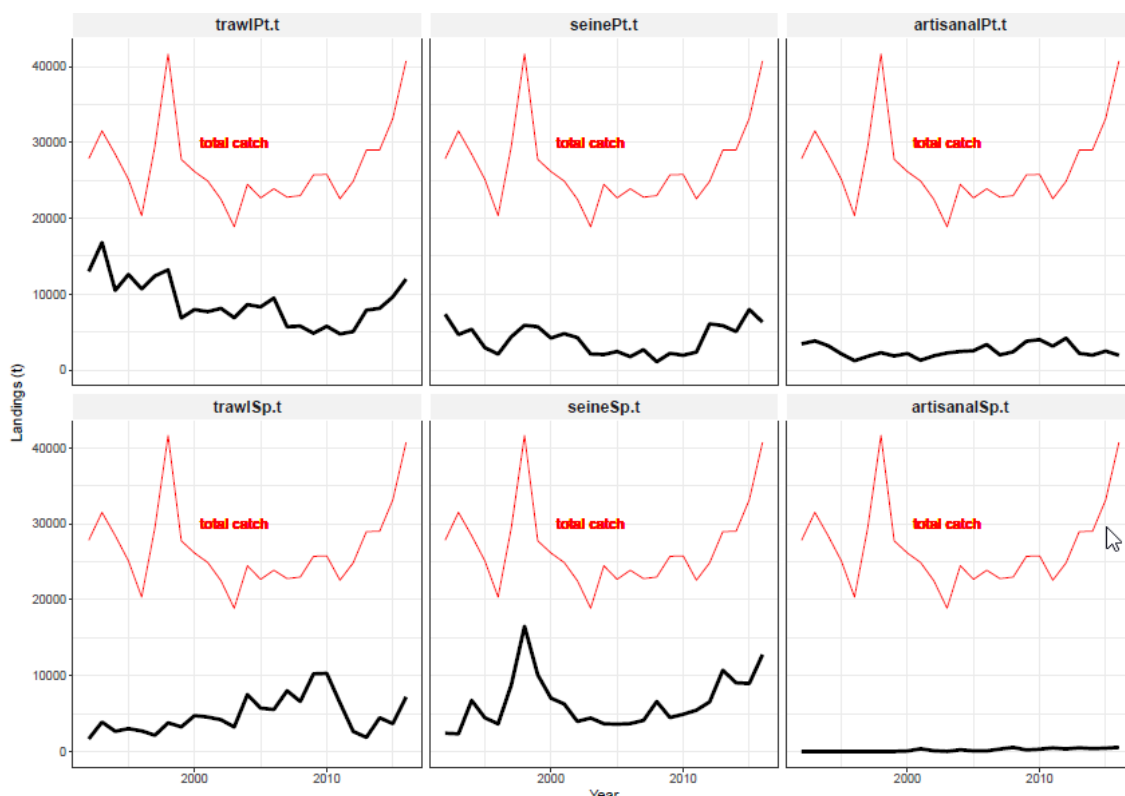 trawlPt.t seinePt.t artisanalPt.t
40000
total catch total catch total catch
30000
20000
10000
0
Landings (t)
trawlSp.t seineSp.t artisanalSp.t
40000
total catch total catch total catch
30000
20000
10000
0
2000 2010 2000 2010 2000 2010
Year